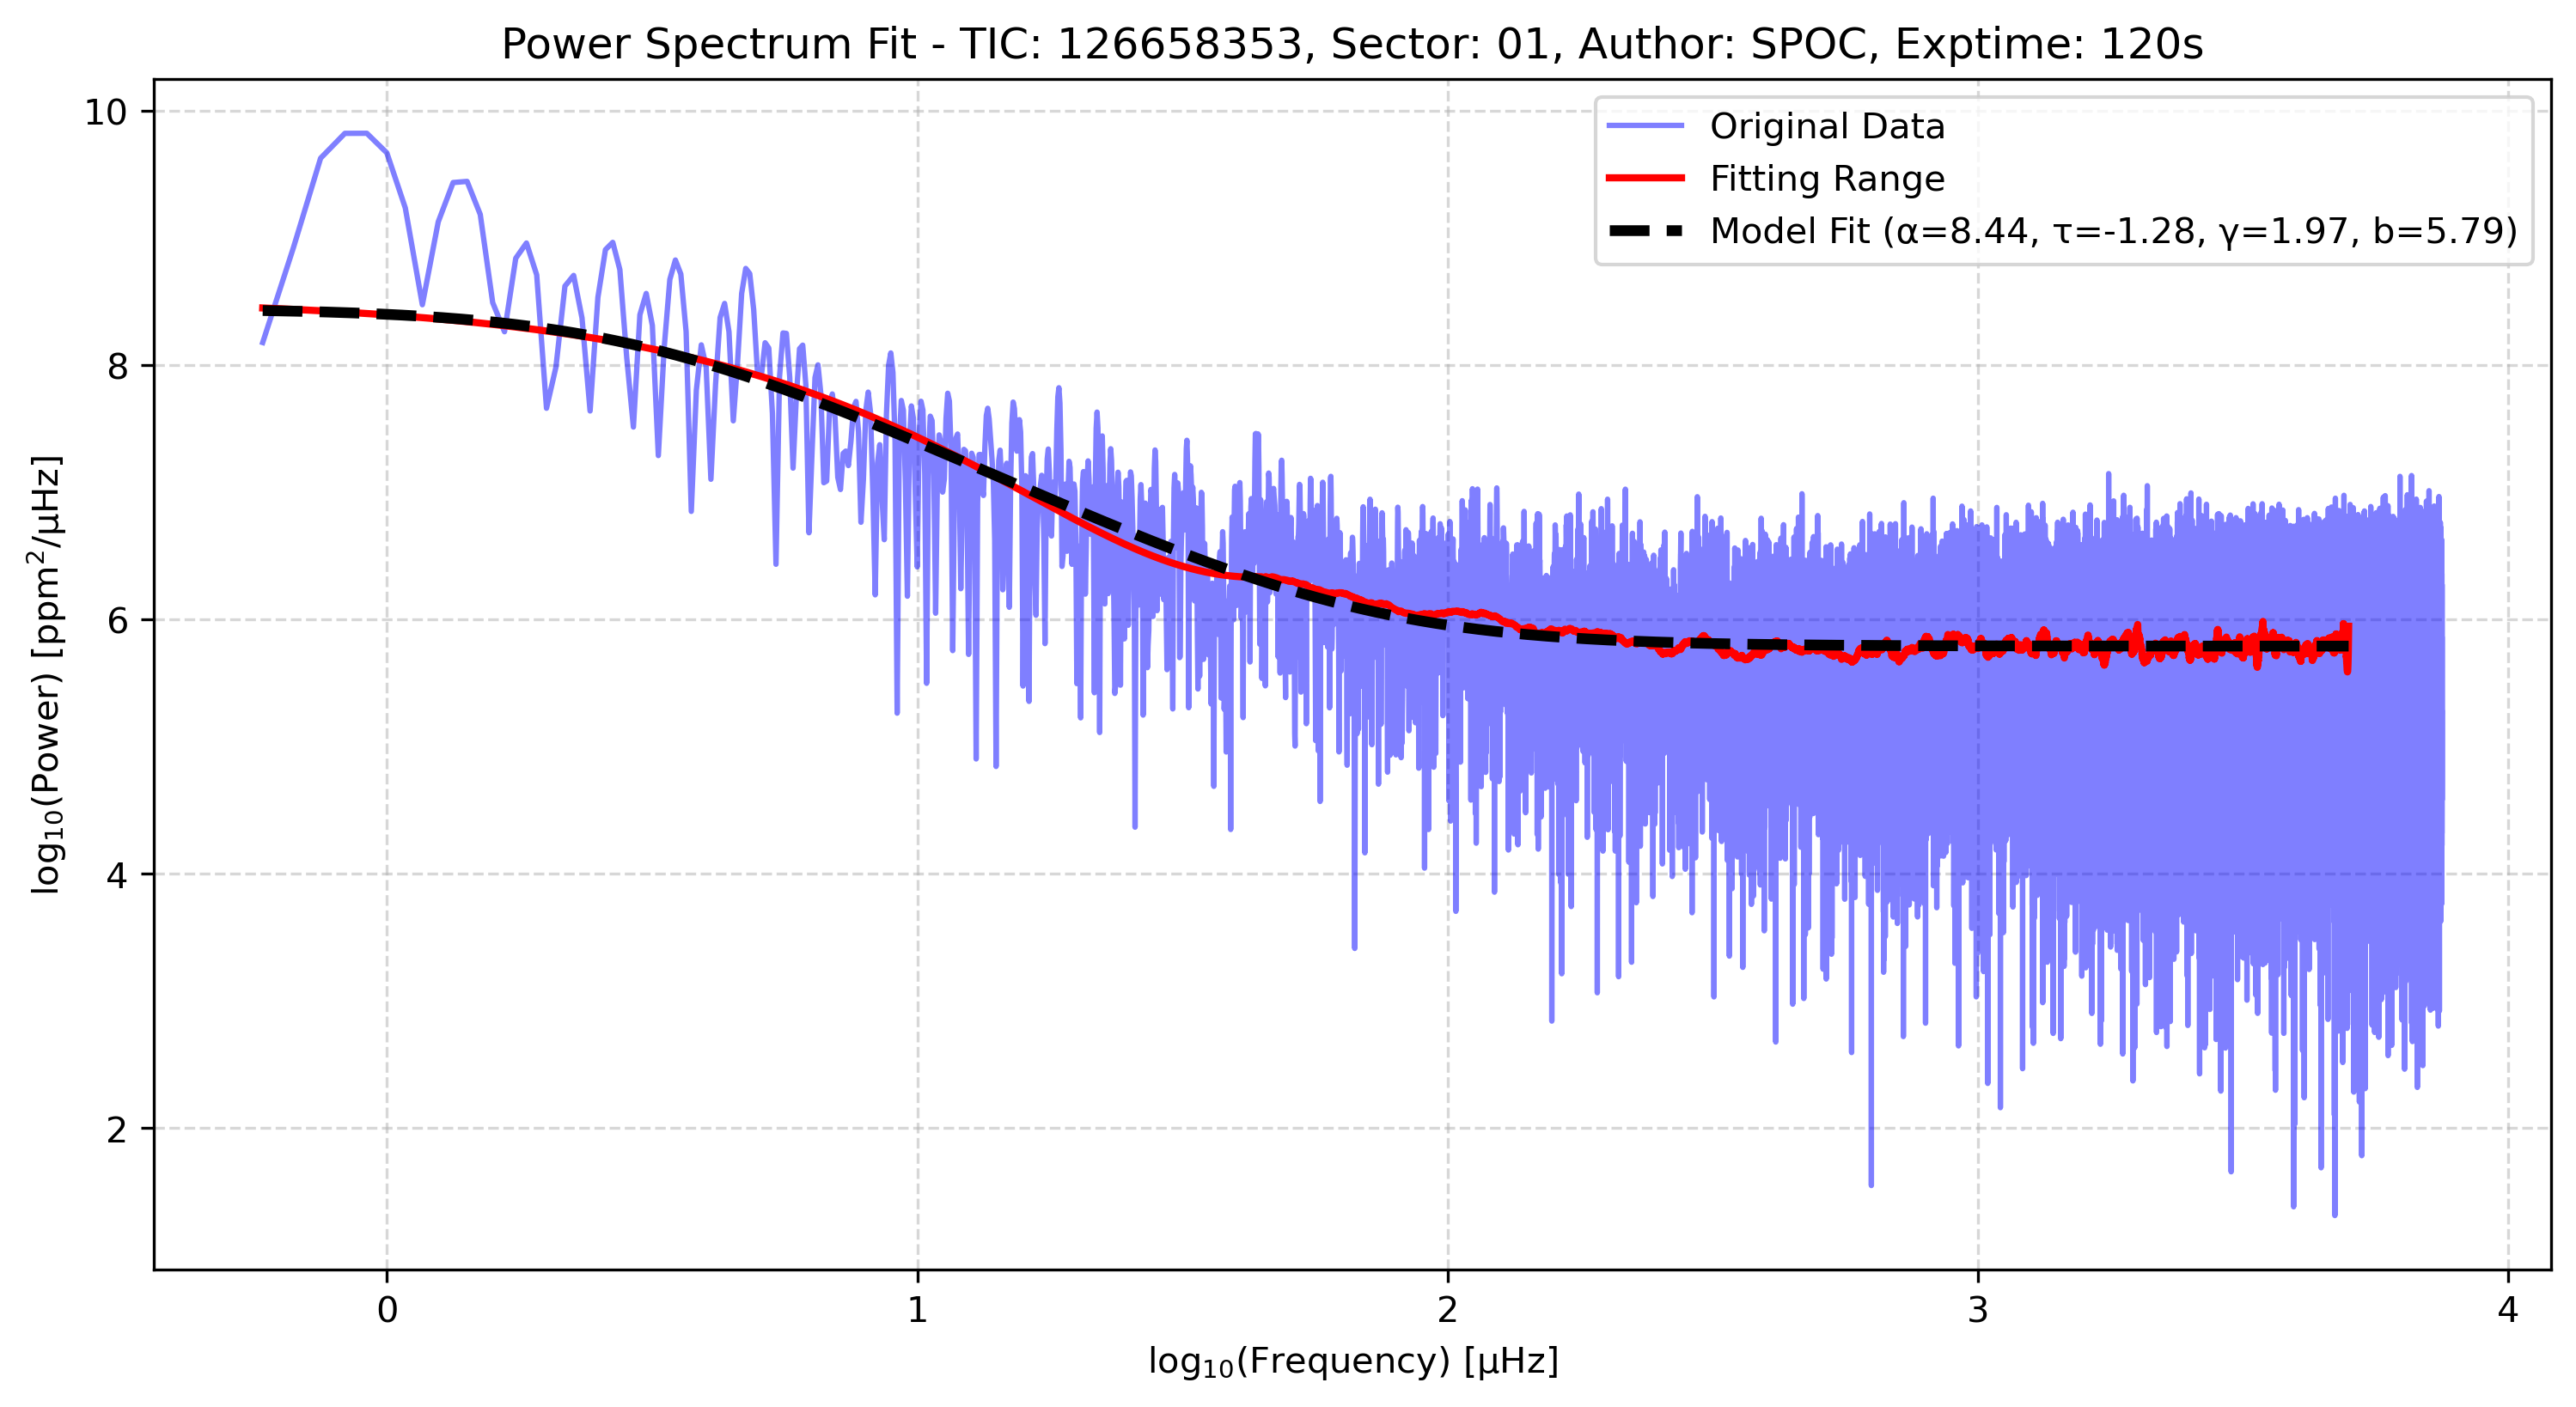 Power Spectrum Fit - TIC: 126658353, Sector: 01, Author: SPOC, Exptime: 120s
Original Data
Fitting Range
Model Fit (α=8.44, τ=-1.28, γ=1.97, b=5.79)
log₁₀(Power) [ppm²/μHz]
10
8
6
4
2
0 1 2 3 4
log₁₀(Frequency) [μHz]